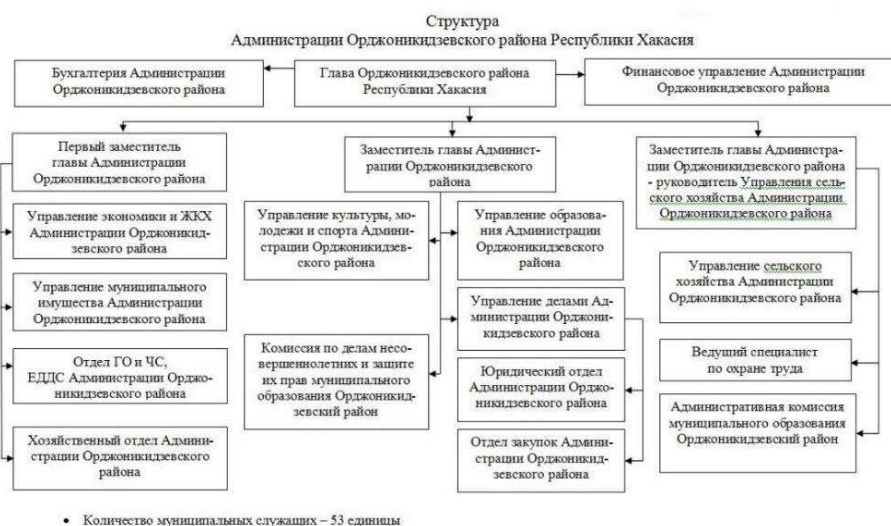 Структура
Администрации Орджоникидзевского района Республики Хакасия
Бухгалтерия Администрации
Орджоникидзевского района
Глава Орджоникидзевского района
Республики Хакасия
Финансовое управление Администрации
Орджоникидзевского района
Первый заместитель
главы Администрации
Орджоникидзевского района
Заместитель главы Админист-
рации Орджоникидзевского
района
Заместитель главы Администра-
ции Орджоникидзевского района
- руководитель Управления сель-
ского хозяйства Администрации
Орджоникидзевского района
Управление экономики и ЖКХ
Администрации Орджоникид-
зевского района
Управление культуры, мо-
лодежи и спорта Админи-
страции Орджоникидзев-
ского района
Управление образова-
ния Администрации
Орджоникидзевского
района
Управление сельского
хозяйства Администрации
Орджоникидзевского района
Управление муниципального
имущества Администрации
Орджоникидзевского района
Управление делами Ад-
министрации Орджони-
кидзевского района
Отдел ГО и ЧС,
ЕДДС Администрации Орджо-
никидзевского района
Комиссия по делам несо-
вершеннолетних и защите
их прав муниципального
образования Орджоникид-
зевский район
Юридический отдел
Администрации Орджо-
никидзевского района
Ведущий специалист
по охране труда
Хозяйственный отдел Админи-
страции Орджоникидзевского
района
Отдел закупок Админи-
страции Орджоникид-
зевского района
Административная комиссия
муниципального образования
Орджоникидзевский район
• Количество муниципальных служащих – 53 единицы